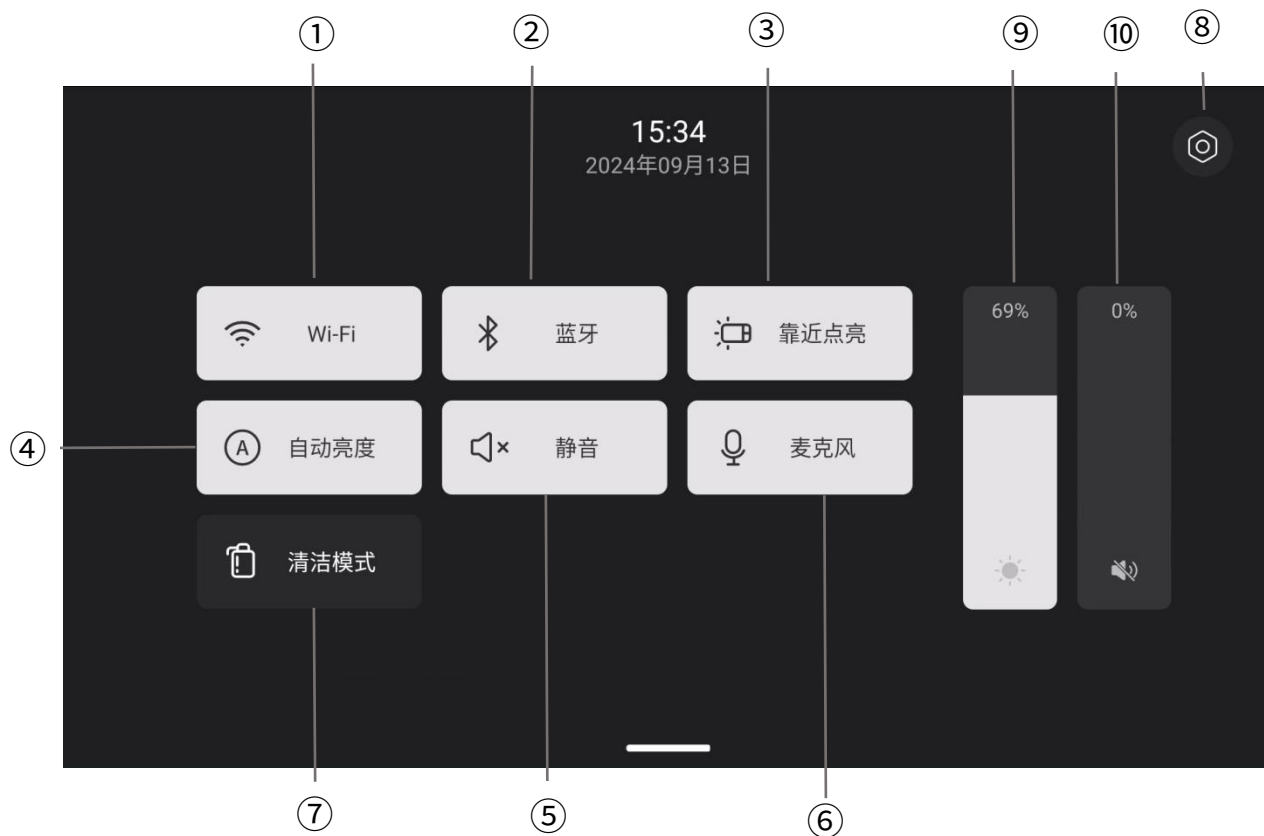 ① ② ③ ⑨ ⑩ ⑧
15:34
2024年09月13日
69% 0%
Wi-Fi 蓝牙 靠近点亮
④ A 自动亮度 静音 麦克风
清洁模式
⑦ ⑤ ⑥